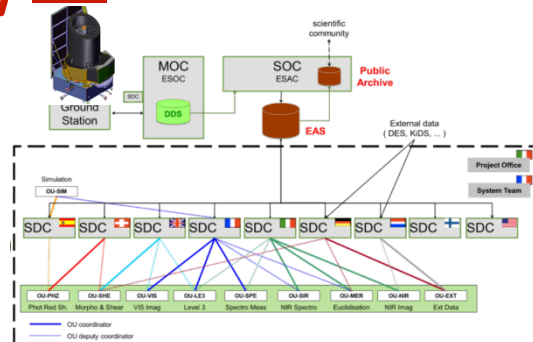 scientific
community
MOC
ESOC
SOC
ESAC
Public
Archive
SDC
DDS
EAS
Ground
Station
External data
( DES, KiDS, ... )
Project Office
System Team
Simulation
OU-SIM
SDC SDC SDC SDC SDC SDC SDC SDC SDC
OU-PHZ OU-SHE OU-VIS OU-LE3 OU-SPE OU-SIR OU-MER OU-NIR OU-EXT
Phot Red Sh. Morpho & Shear VIS Imag Level 3 Spectro Meas NIR Spectro Euclidisation NIR Imag Ext Data
OU coordinator
OU deputy coordinator